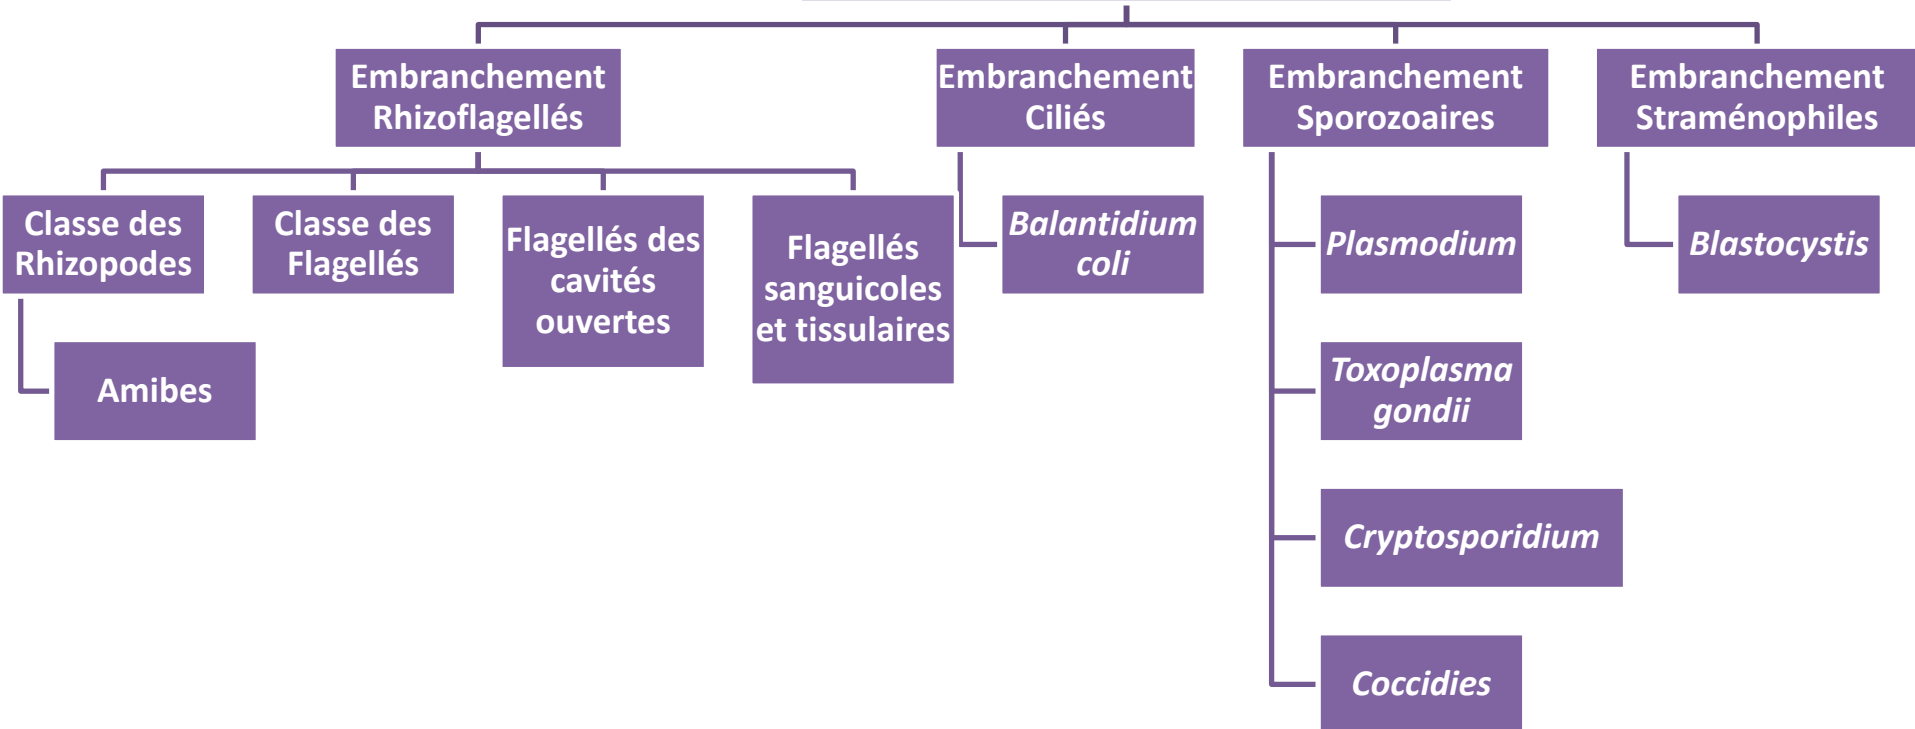 Embranchement
Rhizoflagellés
Embranchement
Ciliés
Embranchement
Sporozoaires
Embranchement
Straménophiles
Classe des
Rhizopodes
Classe des
Flagellés
Flagellés des
cavités
ouvertes
Flagellés
sanguicoles
et tissulaires
Balantidium
coli
Plasmodium
Blastocystis
Amibes
Toxoplasma
gondii
Cryptosporidium
Coccidies